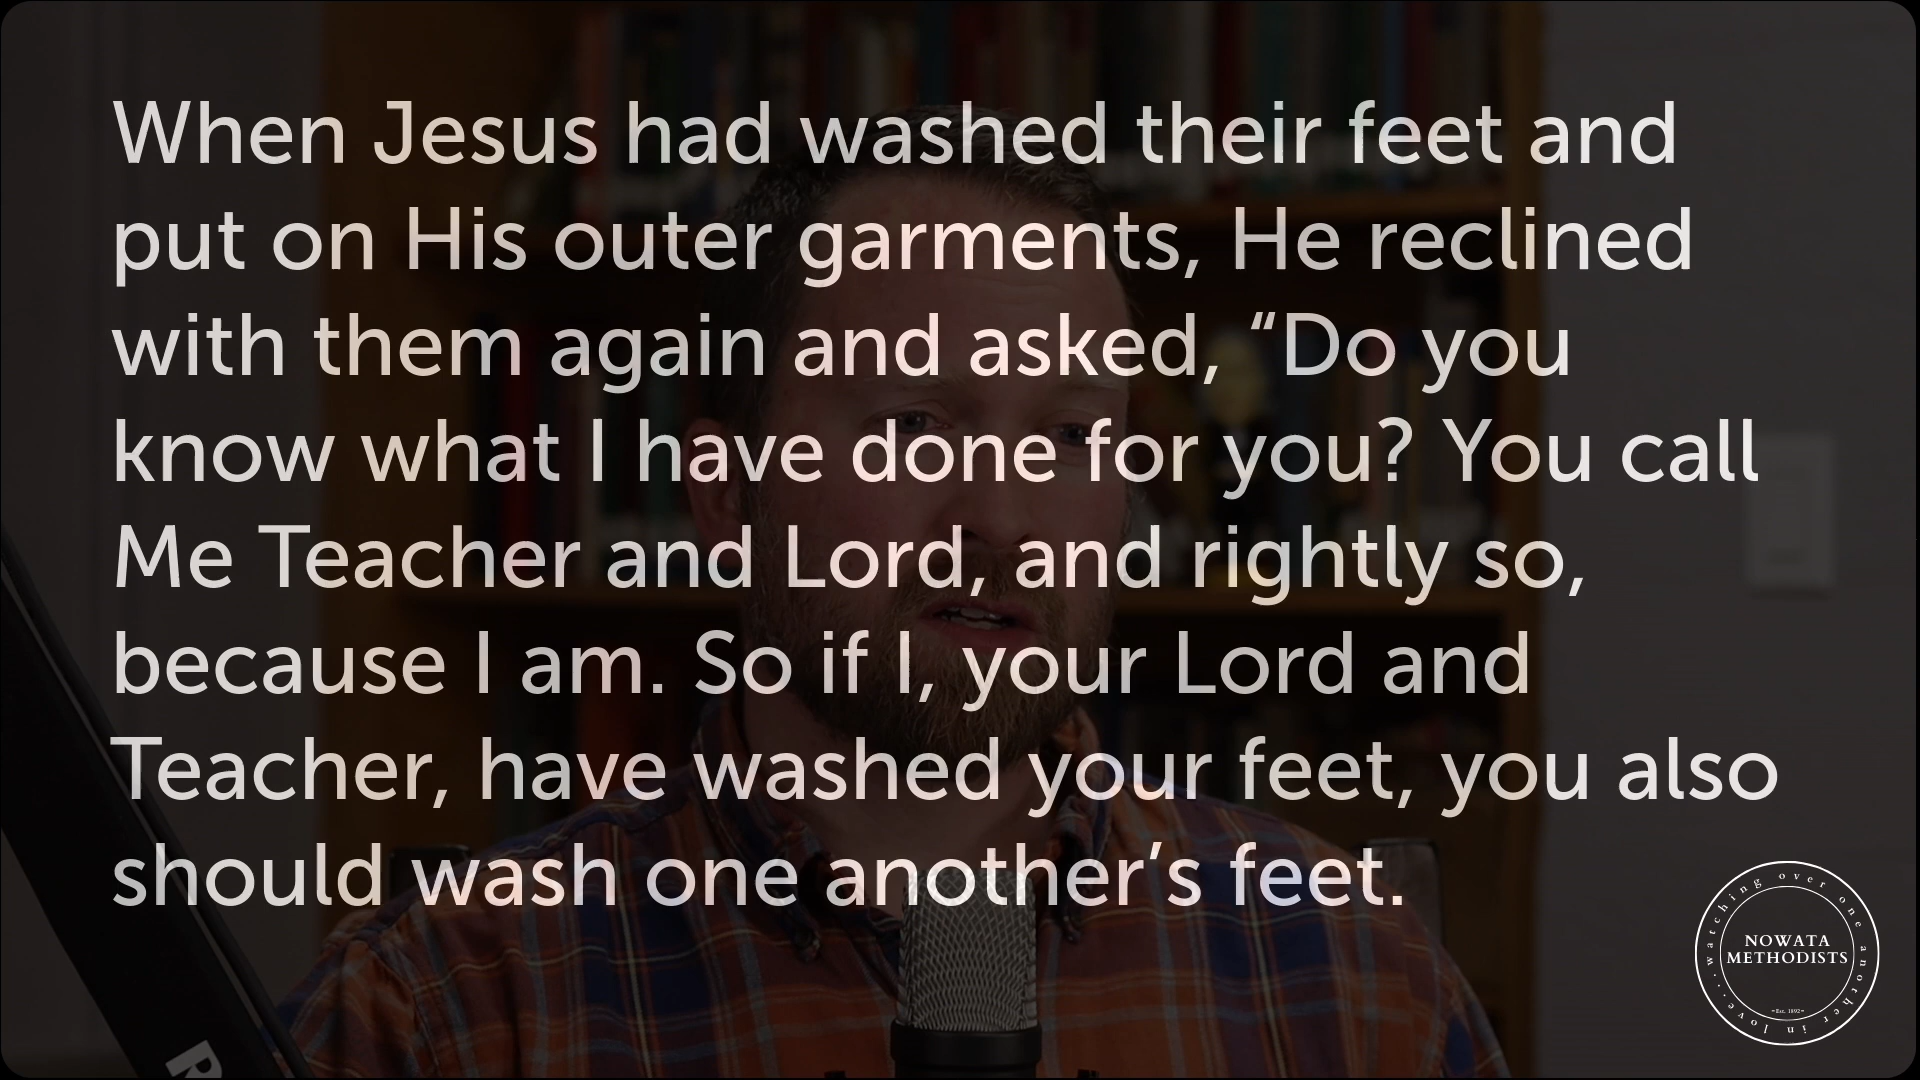 When Jesus had washed their feet and
put on His outer garments, He reclined
with them again and asked, “Do you
know what I have done for you? You call
Me Teacher and Lord, and rightly so,
because I am. So if I, your Lord and
Teacher, have washed your feet, you also
should wash one another’s feet.
watching over one another in love...
NOWATA
METHODISTS
~Est. 1892~
R